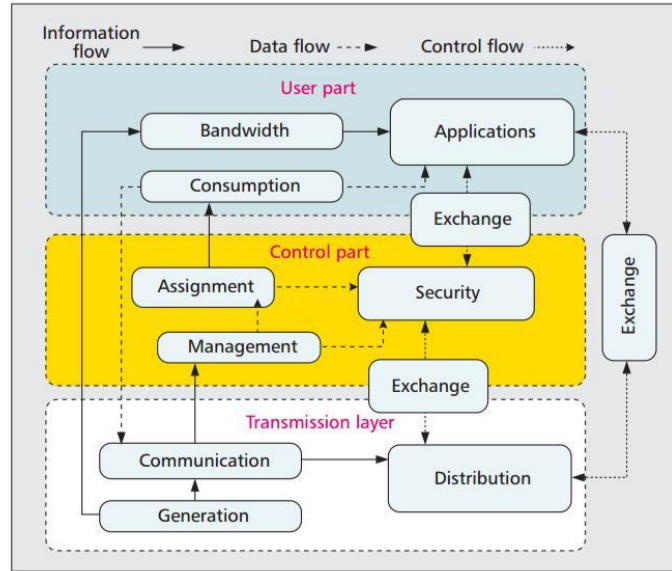 Information
flow
Data flow
Control flow
User part
Bandwidth
Applications
Consumption
Exchange
Control part
Assignment
Security
Management
Exchange
Exchange
Transmission layer
Communication
Distribution
Generation